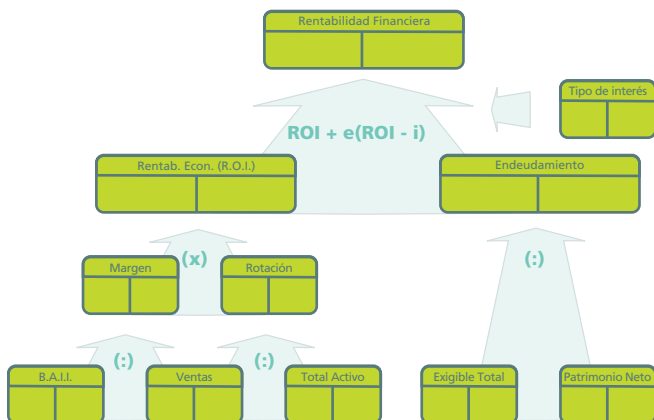 Rentabilidad Financiera
Tipo de interés
ROI + e(ROI - i)
Rentab. Econ. (R.O.I.)
Endeudamiento
(x)
(:)
Margen
Rotación
(:)
(:)
B.A.I.I.
Ventas
Total Activo
Exigible Total
Patrimonio Neto